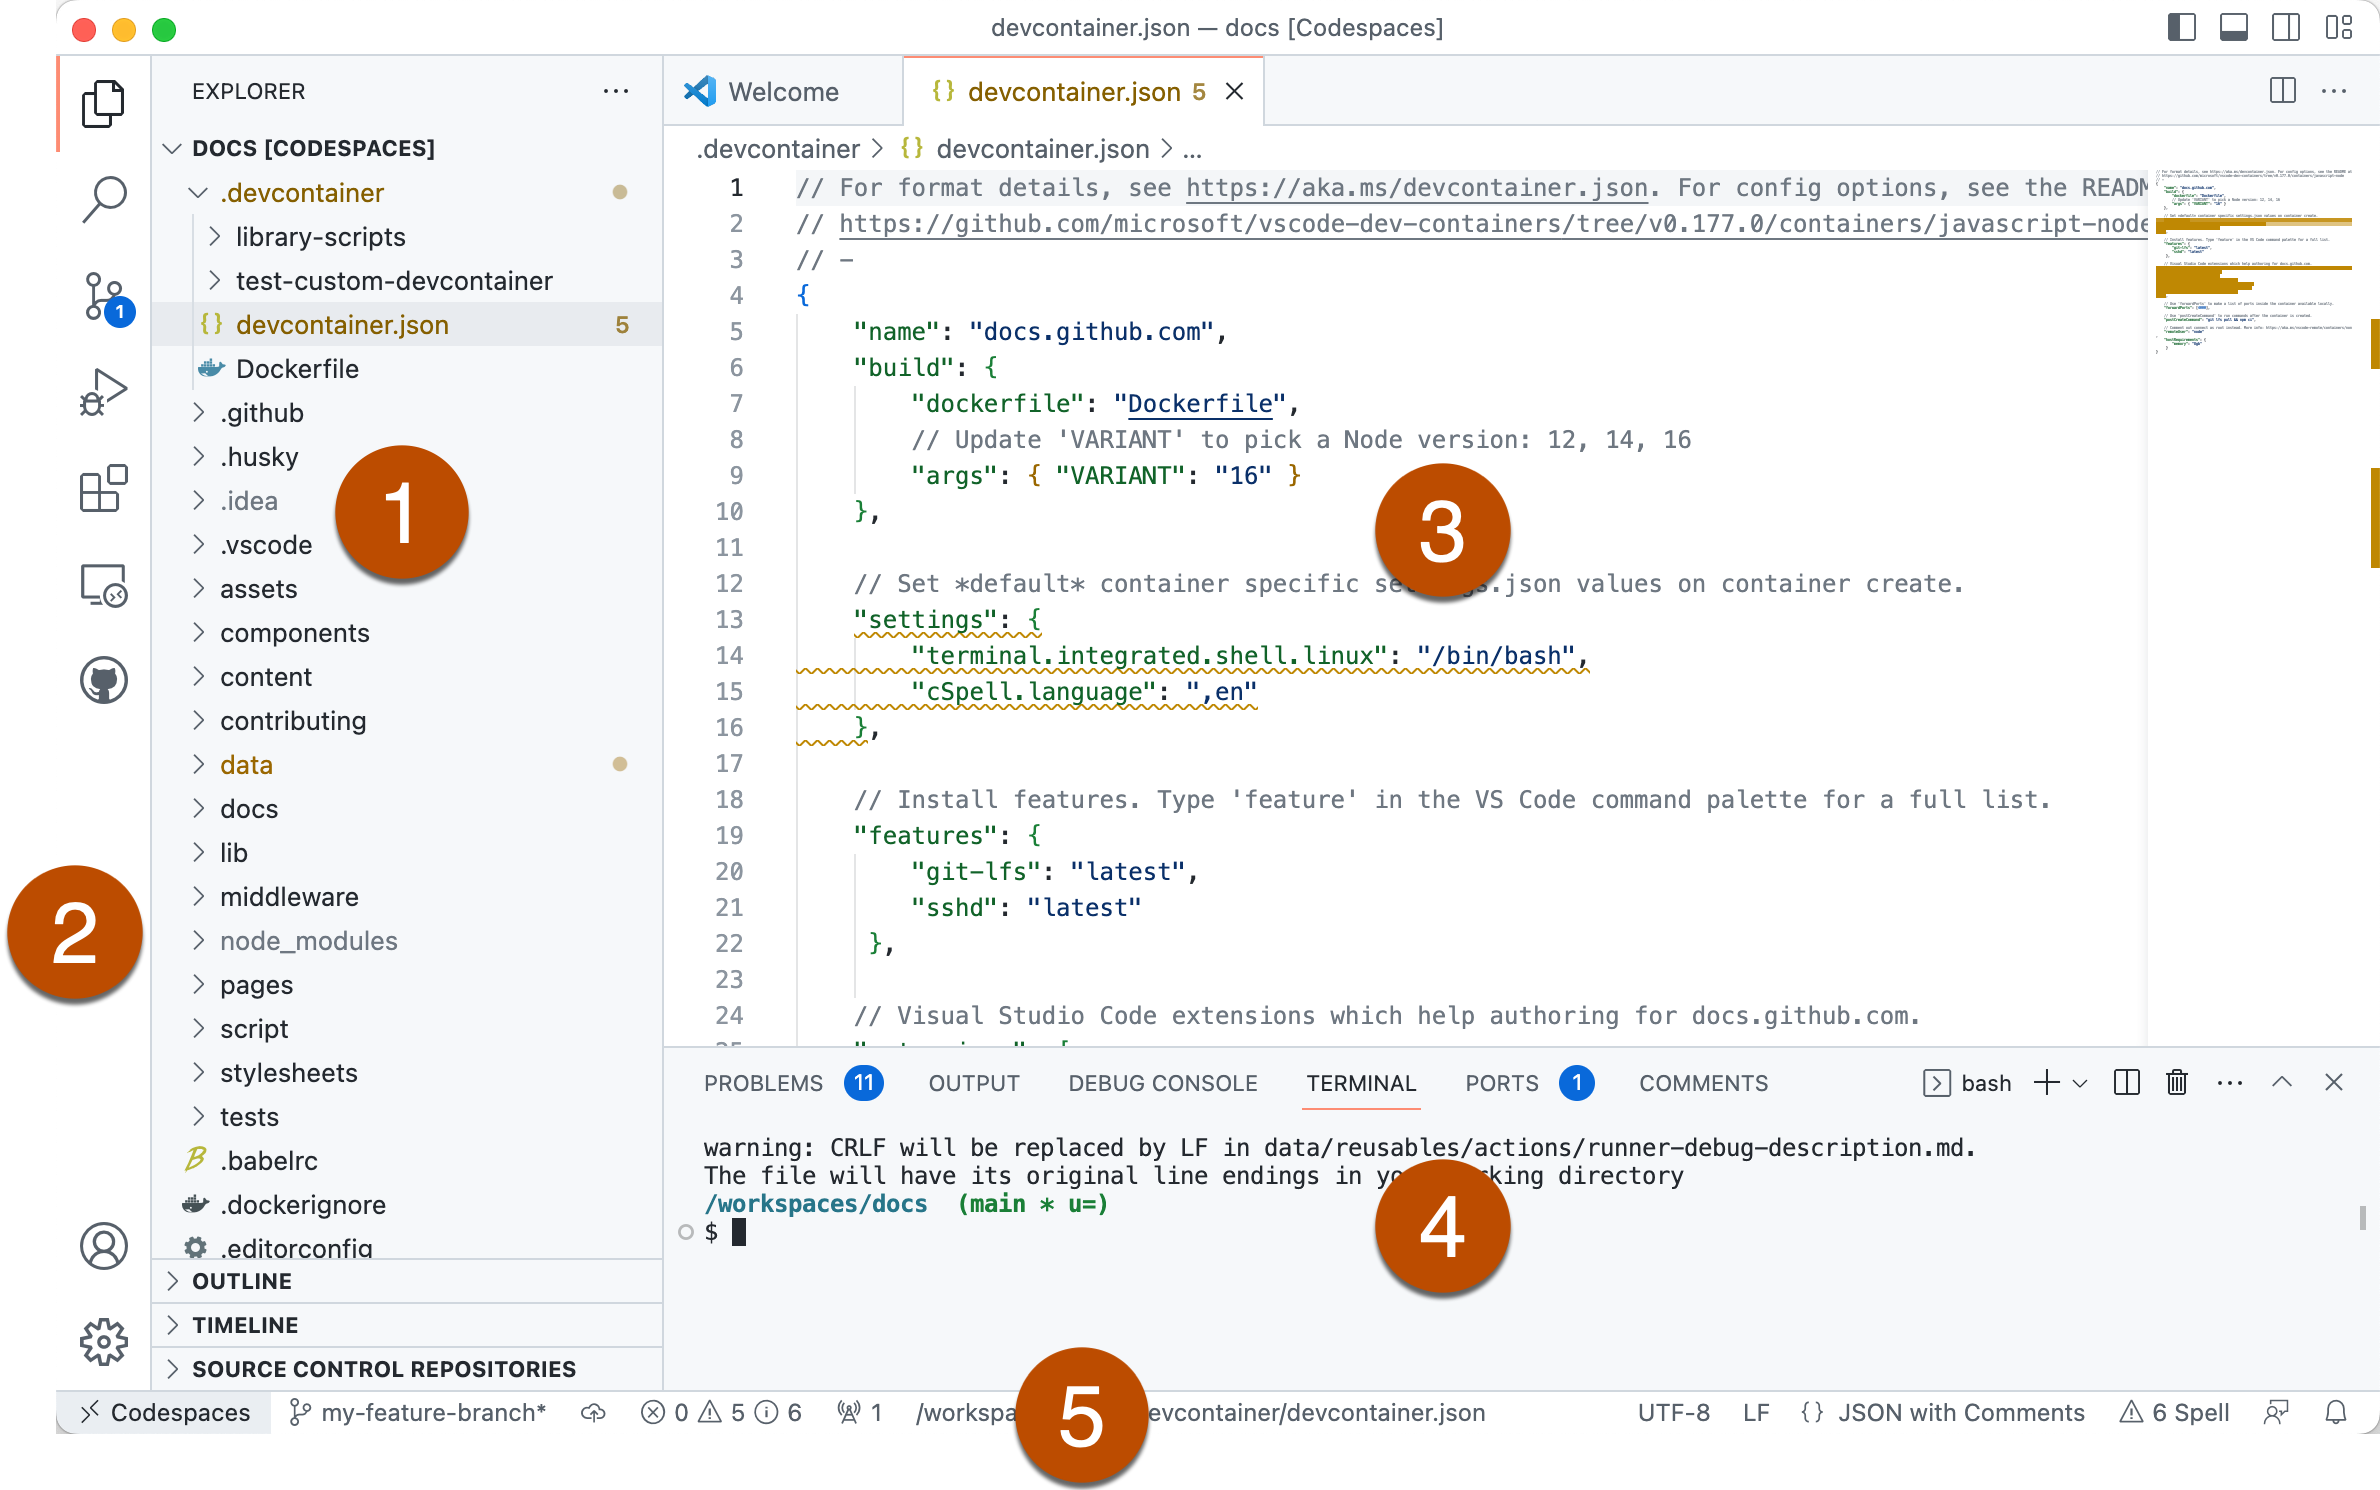 devcontainer.json — docs [Codespaces]
EXPLORER
DOCS [CODESPACES]
.devcontainer
library-scripts
test-custom-devcontainer
{} devcontainer.json 5
Dockerfile
.github
.husky
.idea
.vscode
assets
components
content
contributing
data
docs
lib
middleware
node_modules
pages
script
stylesheets
tests
.babelrc
.dockerignore
.editorconfig
OUTLINE
TIMELINE
SOURCE CONTROL REPOSITORIES
1
1
2
Welcome
{} devcontainer.json 5
.devcontainer > {} devcontainer.json > ...
1 // For format details, see https://aka.ms/devcontainer.json. For config options, see the READM
2 // https://github.com/microsoft/vscode-dev-containers/tree/v0.177.0/containers/javascript-node
3 // -
4 {
5 "name": "docs.github.com",
6 "build": {
7 "dockerfile": "Dockerfile",
8 // Update 'VARIANT' to pick a Node version: 12, 14, 16
9 "args": { "VARIANT": "16" }
10 },
11
12 // Set *default* container specific se s.json values on container create.
13 "settings": {
14 "terminal.integrated.shell.linux": "/bin/bash",
15 "cSpell.language": ",en"
16 },
17
18 // Install features. Type 'feature' in the VS Code command palette for a full list.
19 "features": {
20 "git-lfs": "latest",
21 "sshd": "latest"
22 },
23
24 // Visual Studio Code extensions which help authoring for docs.github.com.
3
PROBLEMS 11 OUTPUT DEBUG CONSOLE TERMINAL PORTS 1 COMMENTS bash
warning: CRLF will be replaced by LF in data/reusables/actions/runner-debug-description.md.
The file will have its original line endings in yo king directory
/workspaces/docs (main * u=)
$
4
Codespaces my-feature-branch* 0 5 6 1 /workspa evcontainer/devcontainer.json UTF-8 LF {} JSON with Comments 6 Spell
5